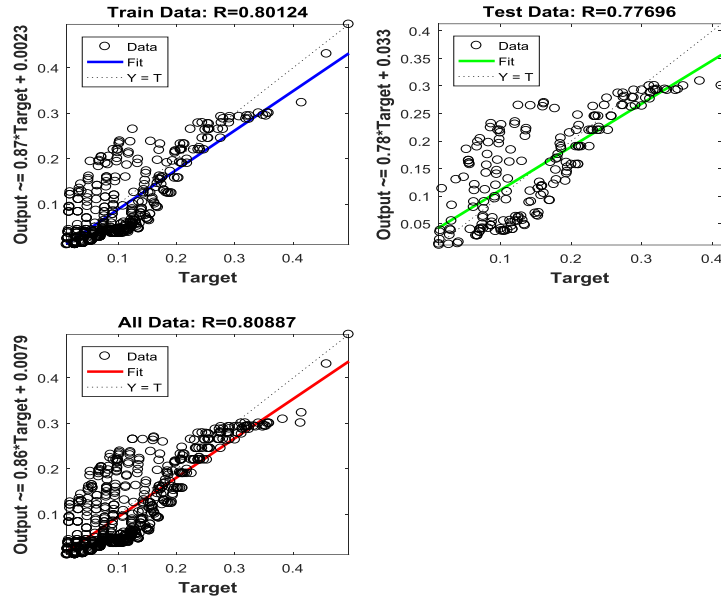 Train Data: R=0.80124
Output ~= 0.87*Target + 0.0023
0.4
0.3
0.2
0.1
Data
Fit
Y = T
0.1 0.2 0.3 0.4
Target
Test Data: R=0.77696
Output ~= 0.78*Target + 0.033
0.4
0.35
0.3
0.25
0.2
0.15
0.1
0.05
Data
Fit
Y = T
0.1 0.2 0.3 0.4
Target
All Data: R=0.80887
Output ~= 0.86*Target + 0.0079
0.4
0.3
0.2
0.1
Data
Fit
Y = T
0.1 0.2 0.3 0.4
Target